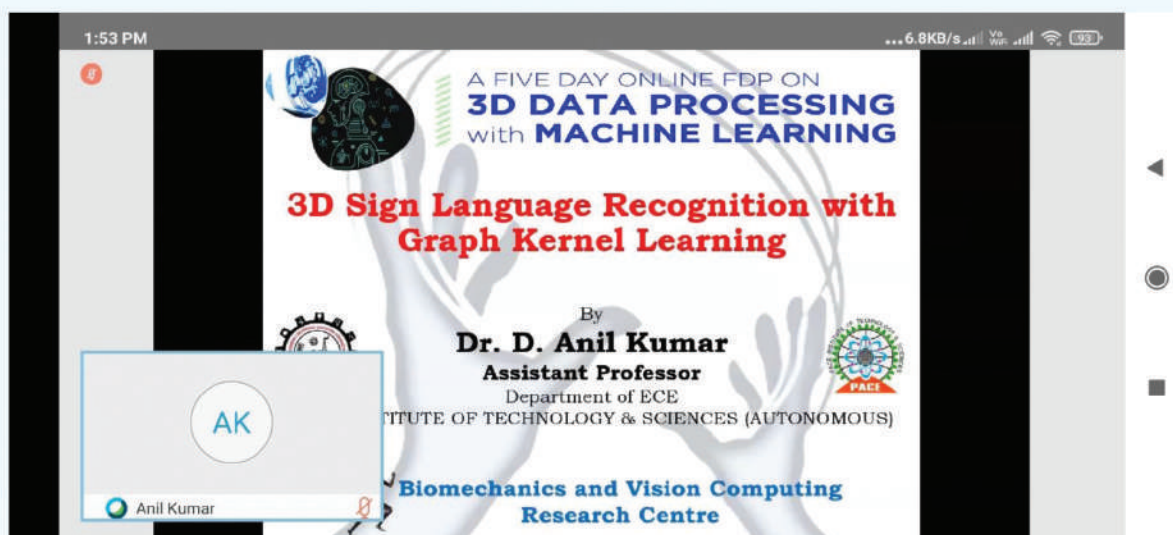 1:53 PM
...6.8KB/s Vo WiFi 93
A FIVE DAY ONLINE FDP ON
3D DATA PROCESSING
with MACHINE LEARNING
3D Sign Language Recognition with
Graph Kernel Learning
By
Dr. D. Anil Kumar
Assistant Professor
Department of ECE
TITUTE OF TECHNOLOGY & SCIENCES (AUTONOMOUS)
PACE
AK
Anil Kumar
Biomechanics and Vision Computing
Research Centre